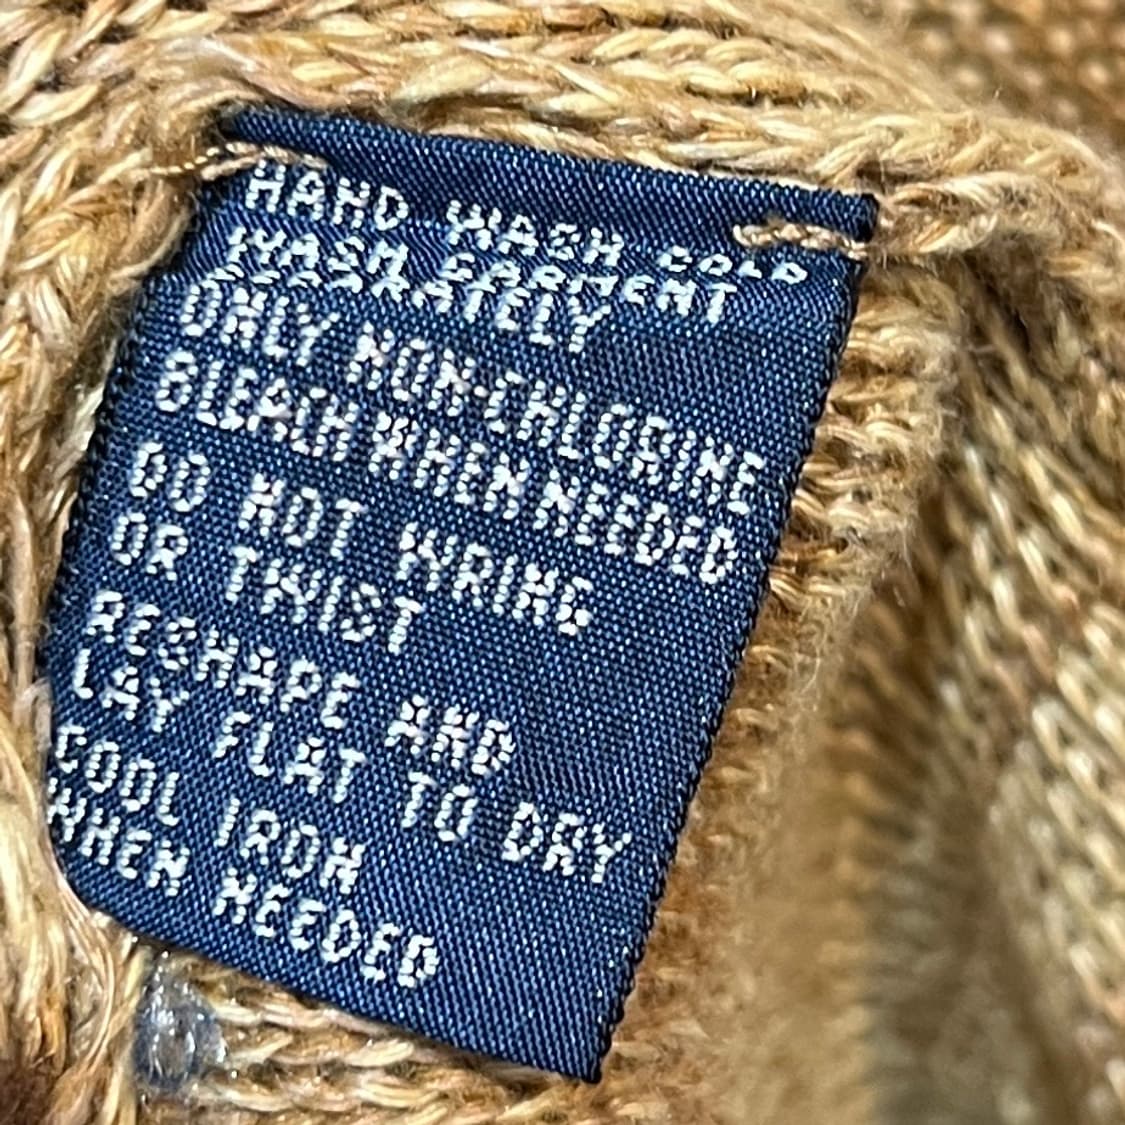 HAND WASH COLD
WASH GARMENT
SEPARATELY
ONLY NON-CHLORINE
BLEACH WHEN NEEDED
DO NOT WRING
OR TWIST
RESHAPE AND
LAY FLAT TO DRY
COOL IRON
WHEN NEEDED